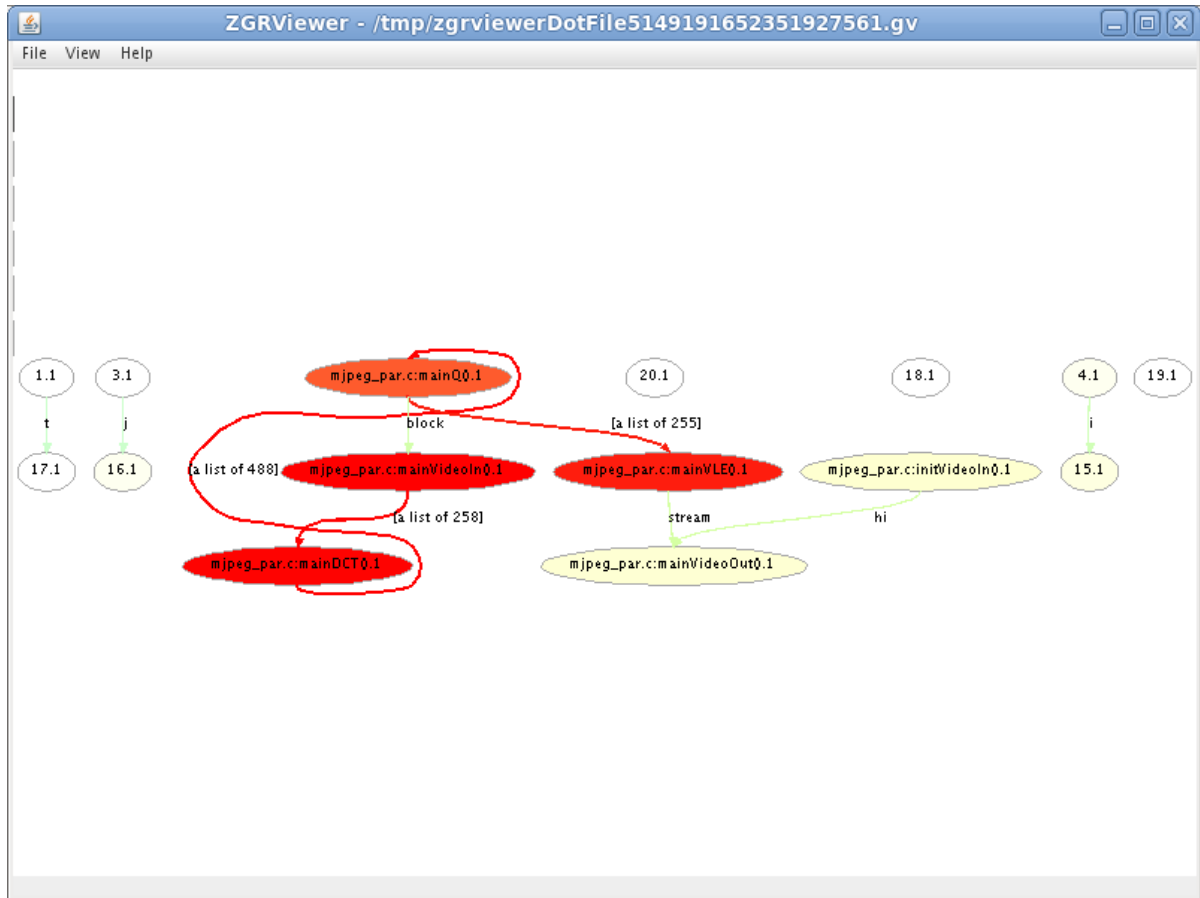 ZGRViewer - /tmp/zgrviewerDotFile5149191652351927561.gv
File View Help
1.1 3.1 mjpeg_par.c:mainQ().1 20.1 18.1 4.1 19.1
t j block [a list of 255] i
17.1 16.1 [a list of 488] mjpeg_par.c:mainVideoIn().1 mjpeg_par.c:mainVLE().1 mjpeg_par.c:initVideoIn().1 15.1
[a list of 258] stream hi
mjpeg_par.c:mainDCT().1 mjpeg_par.c:mainVideoOut().1